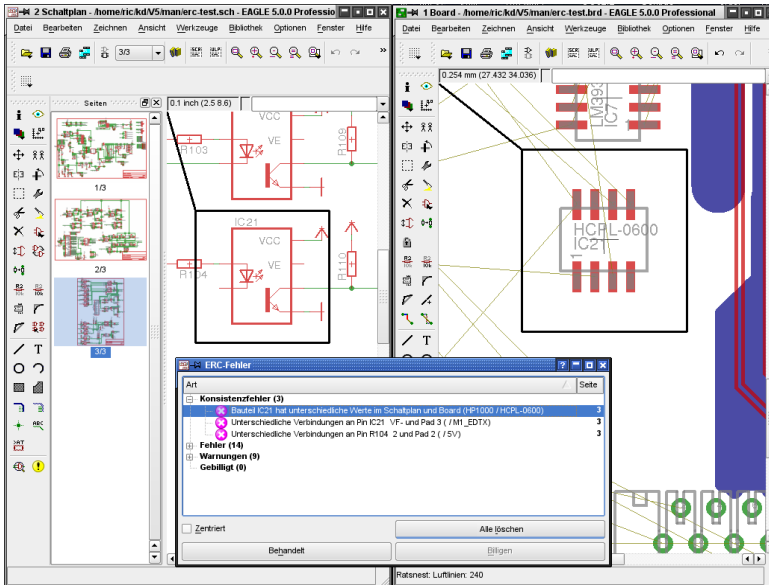 2 Schaltplan - /home/ric/kd/V5/man/erc-test.sch - EAGLE 5.0.0 Professio
Datei Bearbeiten Zeichnen Ansicht Werkzeuge Bibliothek Optionen Fenster Hilfe
3/3
Seiten
0.1 inch (2.5 8.6)
1/3
2/3
3/3
R103
VCC
VE
R109
IC21
VCC
VE
R104
R110
1 Board - /home/ric/kd/V5/man/erc-test.brd - EAGLE 5.0.0 Professional
Datei Bearbeiten Zeichnen Ansicht Werkzeuge Bibliothek Optionen Fenster Hilfe
0.254 mm (27.432 34.036)
LM393
IC7
HCPL-0600
IC21
1
ERC-Fehler
Art Seite
Konsistenzfehler (3)
Bauteil IC21 hat unterschiedliche Werte im Schaltplan und Board (HP1000 / HCPL-0600) 3
Unterschiedliche Verbindungen an Pin IC21 VF- und Pad 3 ( / M1_EDTX) 3
Unterschiedliche Verbindungen an Pin R104 2 und Pad 2 ( / 5V) 3
Fehler (14)
Warnungen (9)
Gebilligt (0)
Zentriert
Alle löschen
Behandelt
Billigen
Ratsnest: Luftlinien: 240